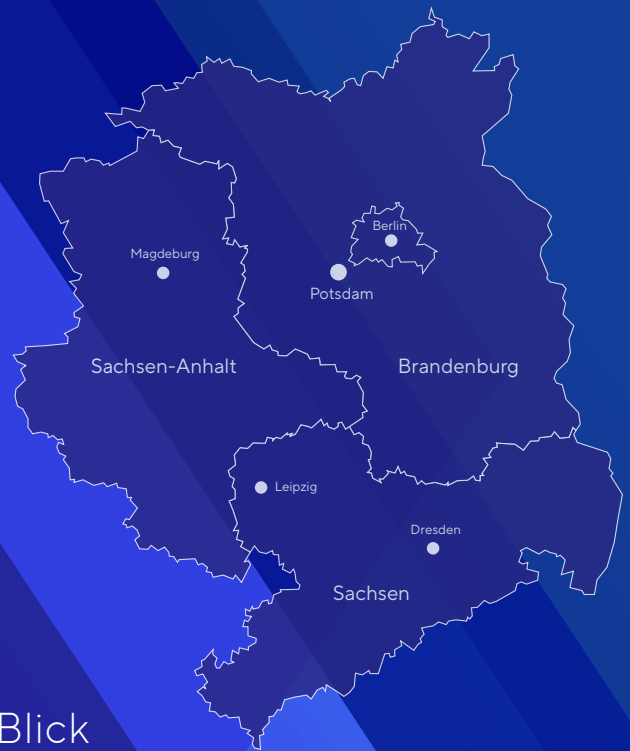 Berlin
Magdeburg
Potsdam
Sachsen-Anhalt
Brandenburg
Leipzig
Dresden
Sachsen
Blick